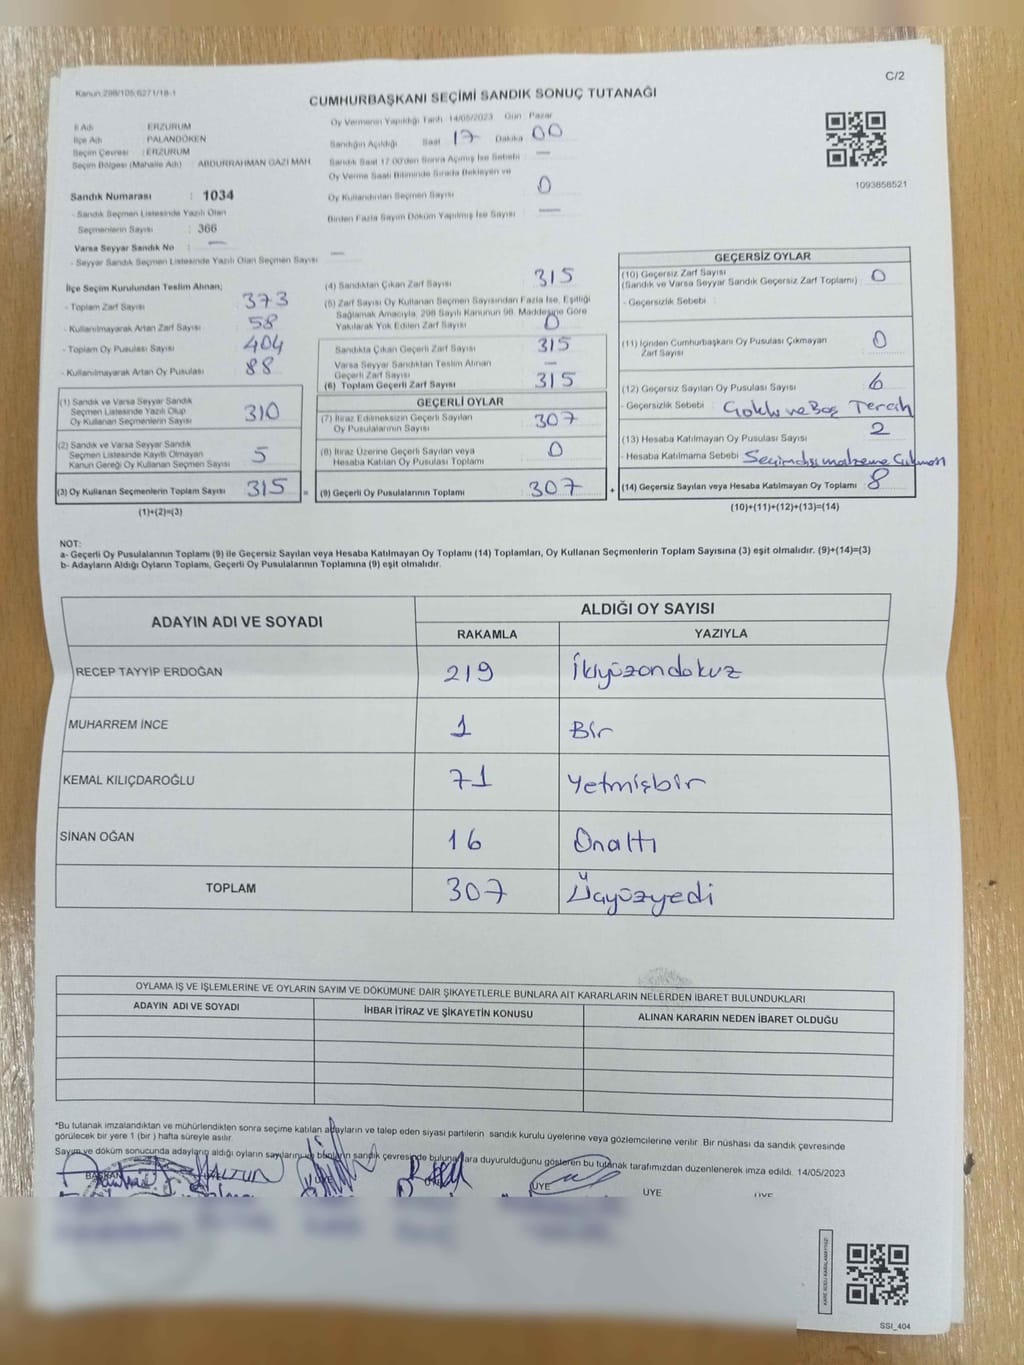 C/2
Kanun:298/105,6271/18-1
CUMHURBAŞKANI SEÇİMİ SANDIK SONUÇ TUTANAĞI
İl Adı : ERZURUM
İlçe Adı : PALANDÖKEN
Seçim Çevresi : ERZURUM
Seçim Bölgesi (Mahalle Adı) : ABDURRAHMAN GAZİ MAH
Sandık Numarası : 1034
- Sandık Seçmen Listesinde Yazılı Olan
Seçmenlerin Sayısı : 366
Varsa Seyyar Sandık No : —
- Seyyar Sandık Seçmen Listesinde Yazılı Olan Seçmen Sayısı : —
Oy Vermenin Yapıldığı Tarih 14/05/2023 Gün Pazar
Sandığın Açıldığı Saat 17 Dakika 00
Sandık Saat 17.00'den Sonra Açılmış İse Sebebi : —
Oy Verme Saati Bitiminde Sırada Bekleyen ve
Oy Kullandırılan Seçmen Sayısı : 0
Birden Fazla Sayım Döküm Yapılmış İse Sayısı : —
1093858521
İlçe Seçim Kurulundan Teslim Alınan;
- Toplam Zarf Sayısı : 373
- Kullanılmayarak Artan Zarf Sayısı : 58
- Toplam Oy Pusulası Sayısı : 404
- Kullanılmayarak Artan Oy Pusulası : 88
(1) Sandık ve Varsa Seyyar Sandık
Seçmen Listesinde Yazılı Olup
Oy Kullanan Seçmenlerin Sayısı : 310
(2) Sandık ve Varsa Seyyar Sandık
Seçmen Listesinde Kayıtlı Olmayan
Kanun Gereği Oy Kullanan Seçmen Sayısı : 5
(3) Oy Kullanan Seçmenlerin Toplam Sayısı : 315
(1)+(2)=(3)
(4) Sandıktan Çıkan Zarf Sayısı : 315
(5) Zarf Sayısı Oy Kullanan Seçmen Sayısından Fazla İse, Eşitliği
Sağlamak Amacıyla, 298 Sayılı Kanunun 98. Maddesine Göre
Yakılarak Yok Edilen Zarf Sayısı : 0
Sandıkta Çıkan Geçerli Zarf Sayısı : 315
Varsa Seyyar Sandıktan Teslim Alınan
Geçerli Zarf Sayısı : —
(6) Toplam Geçerli Zarf Sayısı : 315
GEÇERLİ OYLAR
(7) İtiraz Edilmeksizin Geçerli Sayılan
Oy Pusulalarının Sayısı : 307
(8) İtiraz Üzerine Geçerli Sayılan veya
Hesaba Katılan Oy Pusulası Toplamı : 0
= (9) Geçerli Oy Pusulalarının Toplamı : 307
GEÇERSİZ OYLAR
(10) Geçersiz Zarf Sayısı : 0
(Sandık ve Varsa Seyyar Sandık Geçersiz Zarf Toplamı)
- Geçersizlik Sebebi :
(11) İçinden Cumhurbaşkanı Oy Pusulası Çıkmayan
Zarf Sayısı : 0
(12) Geçersiz Sayılan Oy Pusulası Sayısı : 6
- Geçersizlik Sebebi : Çoklu ve Boş Tercih
(13) Hesaba Katılmayan Oy Pusulası Sayısı : 2
- Hesaba Katılmama Sebebi : Seçimdışı malzeme Çıkması
+ (14) Geçersiz Sayılan veya Hesaba Katılmayan Oy Toplamı : 8
(10)+(11)+(12)+(13)=(14)
NOT:
a- Geçerli Oy Pusulalarının Toplamı (9) ile Geçersiz Sayılan veya Hesaba Katılmayan Oy Toplamı (14) Toplamları, Oy Kullanan Seçmenlerin Toplam Sayısına (3) eşit olmalıdır. (9)+(14)=(3)
b- Adayların Aldığı Oyların Toplamı, Geçerli Oy Pusulalarının Toplamına (9) eşit olmalıdır.
ADAYIN ADI VE SOYADI ALDIĞI OY SAYISI
RAKAMLA YAZIYLA
RECEP TAYYİP ERDOĞAN 219 İkiyüzondokuz
MUHARREM İNCE 1 Bir
KEMAL KILIÇDAROĞLU 71 Yetmişbir
SİNAN OĞAN 16 Onaltı
TOPLAM 307 Üçyüzyedi
OYLAMA İŞ VE İŞLEMLERİNE VE OYLARIN SAYIM VE DÖKÜMÜNE DAİR ŞİKAYETLERLE BUNLARA AİT KARARLARIN NELERDEN İBARET BULUNDUKLARI
ADAYIN ADI VE SOYADI İHBAR İTİRAZ VE ŞİKAYETİN KONUSU ALINAN KARARIN NEDEN İBARET OLDUĞU
*Bu tutanak imzalandıktan ve mühürlendikten sonra seçime katılan adayların ve talep eden siyasi partilerin sandık kurulu üyelerine veya gözlemcilerine verilir. Bir nüshası da sandık çevresinde
görülecek bir yere 1 (bir) hafta süreyle asılır.
Sayım ve döküm sonucunda adayların aldığı oyların sayılarını ve bunların sandık çevresinde bulunanlara duyurulduğunu gösteren bu tutanak tarafımızdan düzenlenerek imza edildi. 14/05/2023
ÜYE ÜYE ÜYE
SSI_404